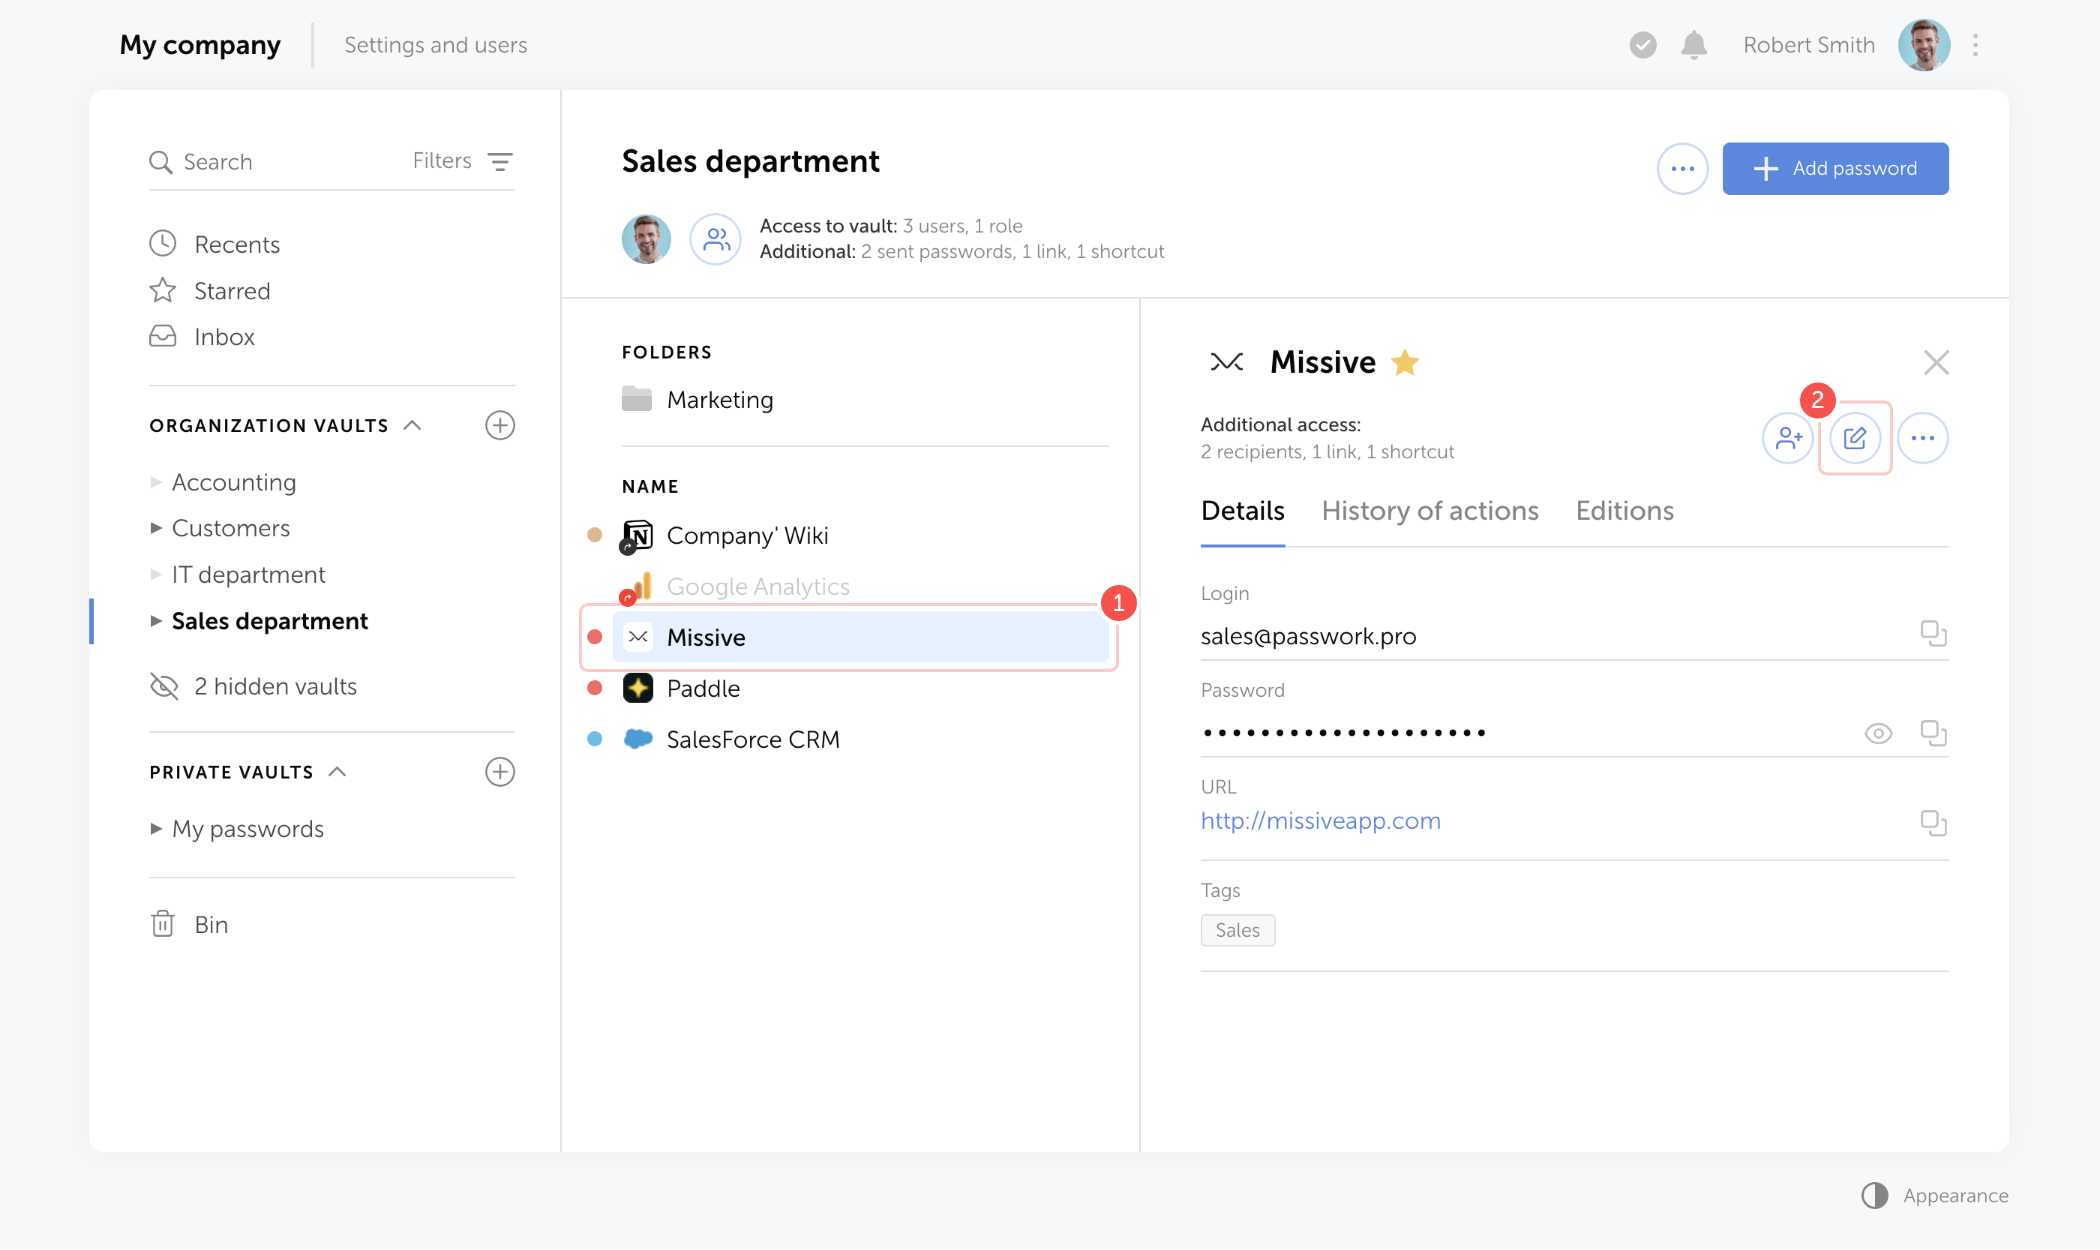 My company
Settings and users
Robert Smith
Search
Filters
Recents
Starred
Inbox
ORGANIZATION VAULTS
Accounting
Customers
IT department
Sales department
2 hidden vaults
PRIVATE VAULTS
My passwords
Bin
Sales department
Add password
Access to vault: 3 users, 1 role
Additional: 2 sent passwords, 1 link, 1 shortcut
FOLDERS
Marketing
NAME
N
Company' Wiki
Google Analytics
1
Missive
Paddle
SalesForce CRM
Missive
2
Additional access:
2 recipients, 1 link, 1 shortcut
Details
History of actions
Editions
Login
sales@passwork.pro
Password
••••••••••••••••••••
URL
http://missiveapp.com
Tags
Sales
Appearance